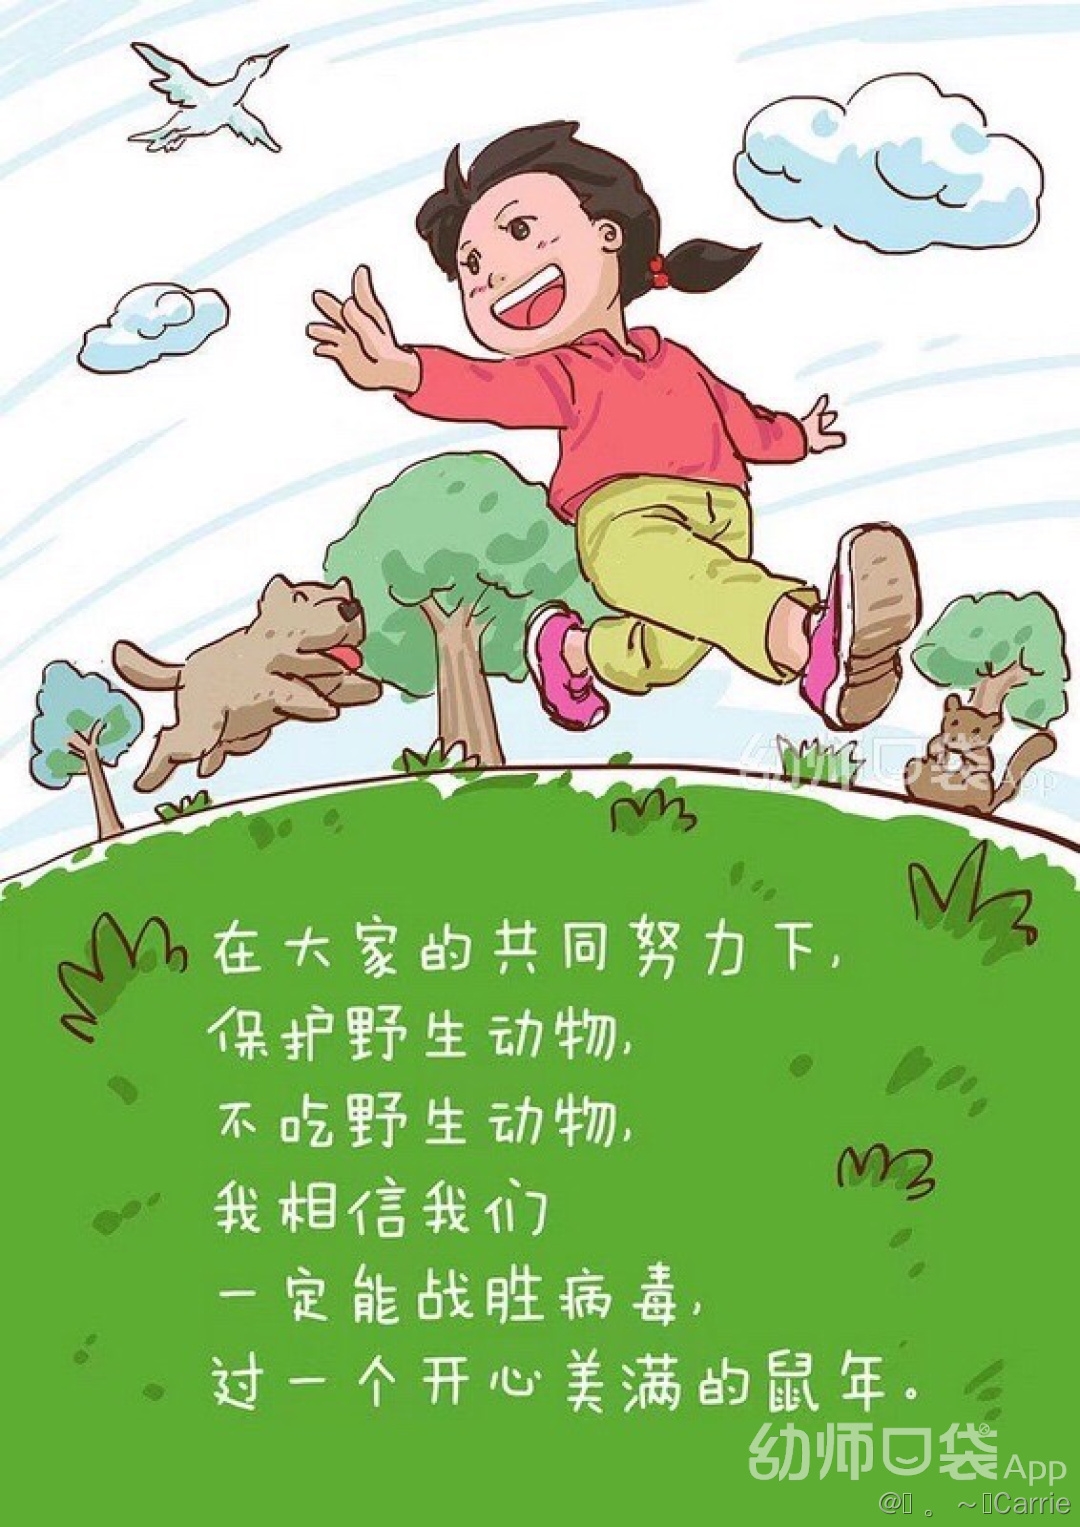 幼师口袋App
在大家的共同努力下，
保护野生动物，
不吃野生动物，
我相信我们
一定能战胜病毒，
过一个开心美满的鼠年。
幼师口袋App
@ 。～Carrie